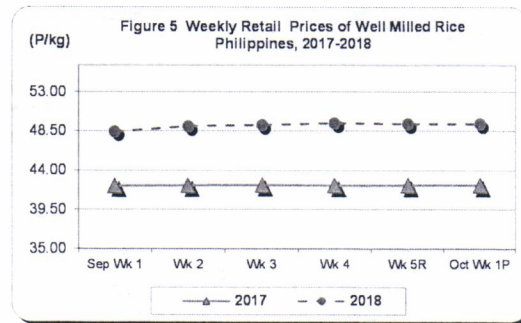 Figure 5 Weekly Retail Prices of Well Milled Rice
Philippines, 2017-2018
(P/kg)
53.00
48.50
44.00
39.50
35.00
Sep Wk 1 Wk 2 Wk 3 Wk 4 Wk 5R Oct Wk 1P
2017 2018